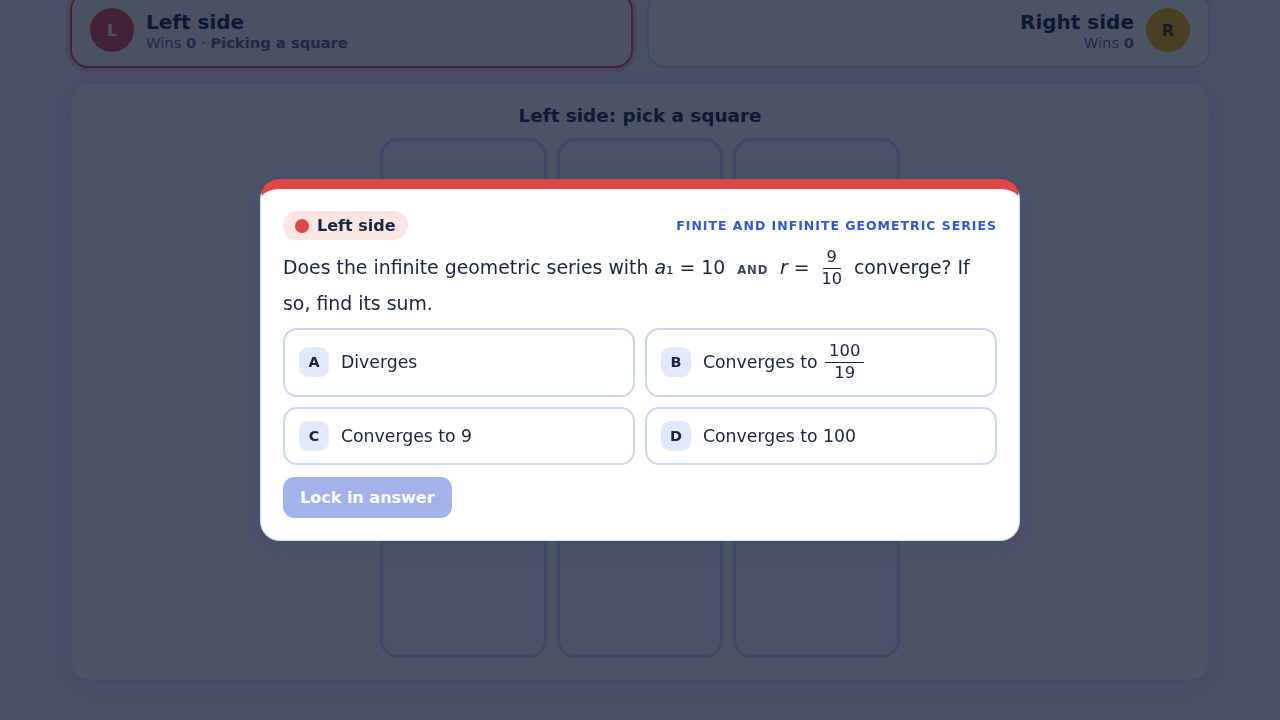 L
Left side
Wins 0 · Picking a square
Right side
Wins 0
R
Left side: pick a square
Left side
FINITE AND INFINITE GEOMETRIC SERIES
Does the infinite geometric series with a₁ = 10 AND r = 9/10 converge? If
so, find its sum.
A Diverges
B Converges to 100/19
C Converges to 9
D Converges to 100
Lock in answer